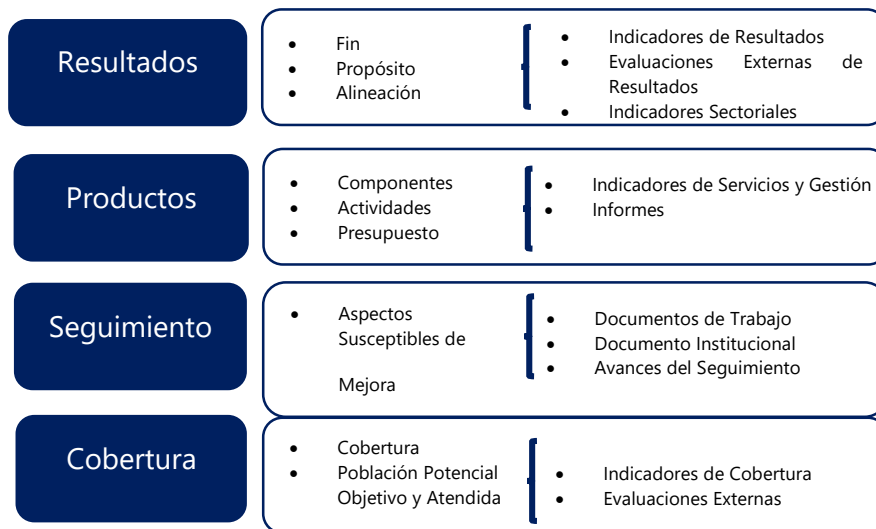 Resultados
• Fin
• Propósito
• Alineación
• Indicadores de Resultados
• Evaluaciones Externas de
Resultados
• Indicadores Sectoriales
Productos
• Componentes
• Actividades
• Presupuesto
• Indicadores de Servicios y Gestión
• Informes
Seguimiento
• Aspectos
Susceptibles de
Mejora
• Documentos de Trabajo
• Documento Institucional
• Avances del Seguimiento
Cobertura
• Cobertura
• Población Potencial
Objetivo y Atendida
• Indicadores de Cobertura
• Evaluaciones Externas